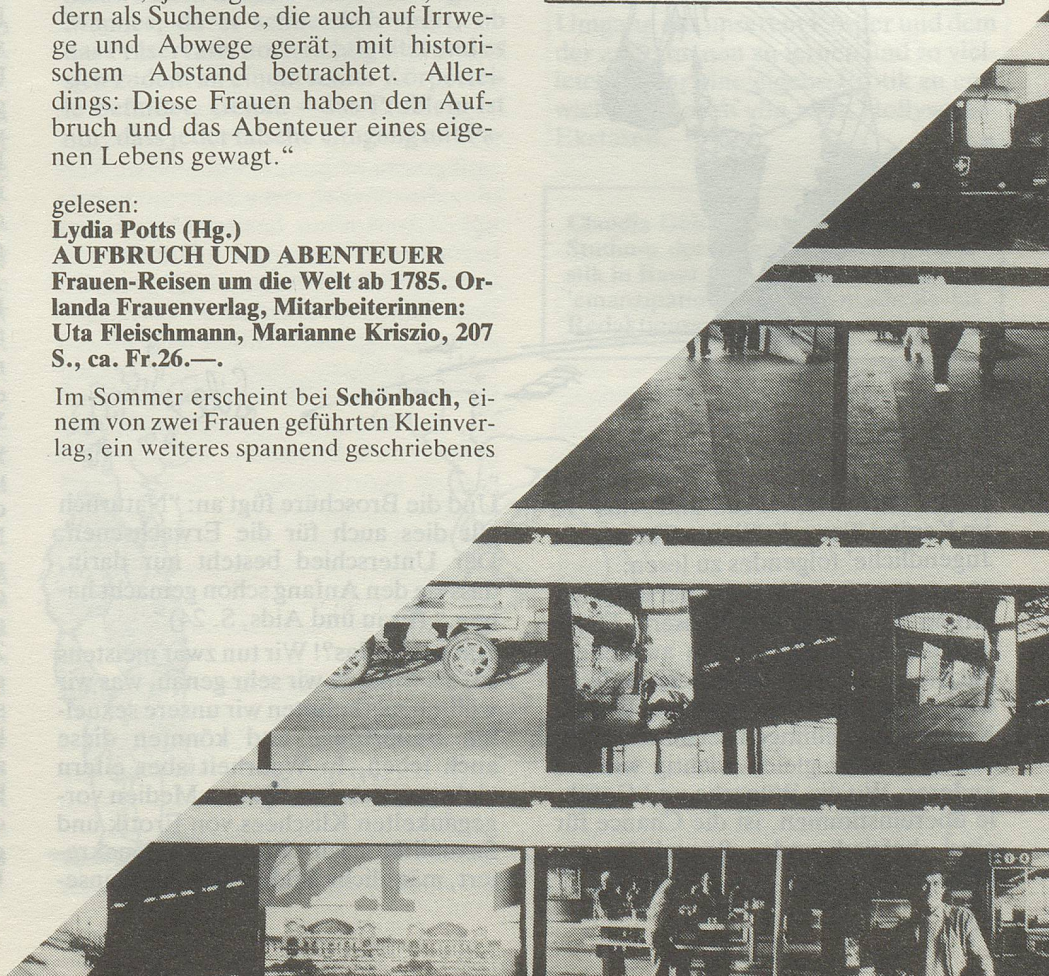 dern als Suchende, die auch auf Irrwe-
ge und Abwege gerät, mit histori-
schem Abstand betrachtet. Aller-
dings: Diese Frauen haben den Auf-
bruch und das Abenteuer eines eige-
nen Lebens gewagt.“
gelesen:
Lydia Potts (Hg.)
AUFBRUCH UND ABENTEUER
Frauen-Reisen um die Welt ab 1785. Or-
landa Frauenverlag, Mitarbeiterinnen:
Uta Fleischmann, Marianne Kriszio, 207
S., ca. Fr.26.—.
Im Sommer erscheint bei Schönbach, ei-
nem von zwei Frauen geführten Kleinver-
lag, ein weiteres spannend geschriebenes